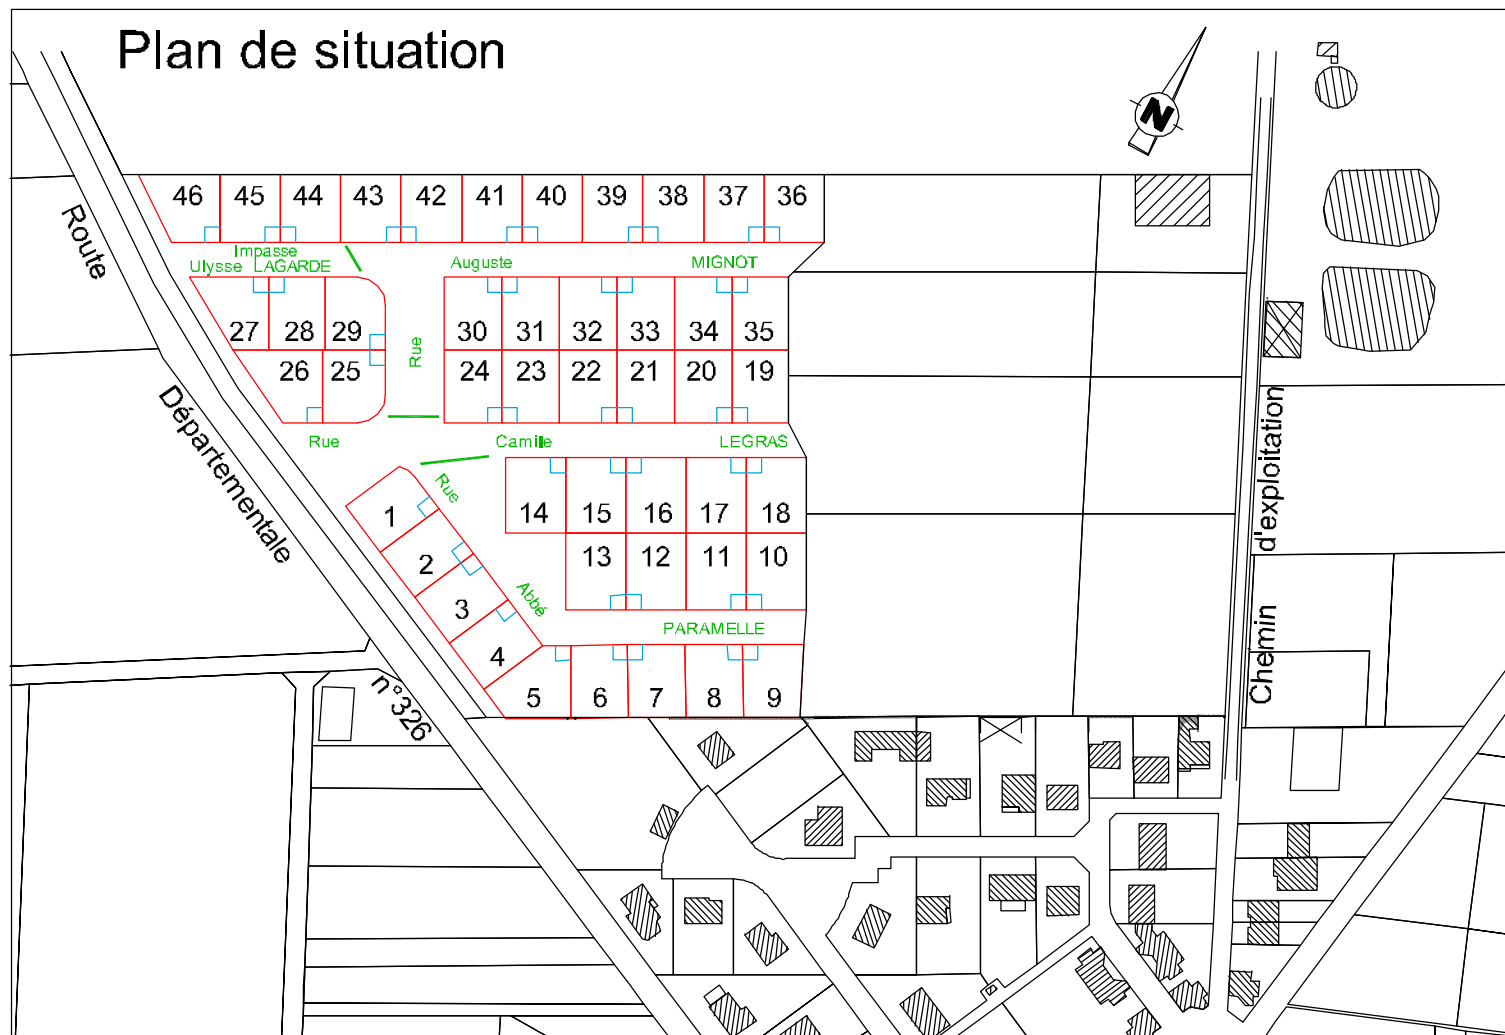 Plan de situation
N
46 45 44 43 42 41 40 39 38 37 36
Route
Impasse
Ulysse LAGARDE
Auguste
MIGNOT
27 28 29 30 31 32 33 34 35
Rue
26 25 24 23 22 21 20 19
Départementale
Rue
Camille
LEGRAS
Rue
1
14 15 16 17 18
2
13 12 11 10
3
Abbé
PARAMELLE
4
5 6 7 8 9
n°326
Chemin d'exploitation